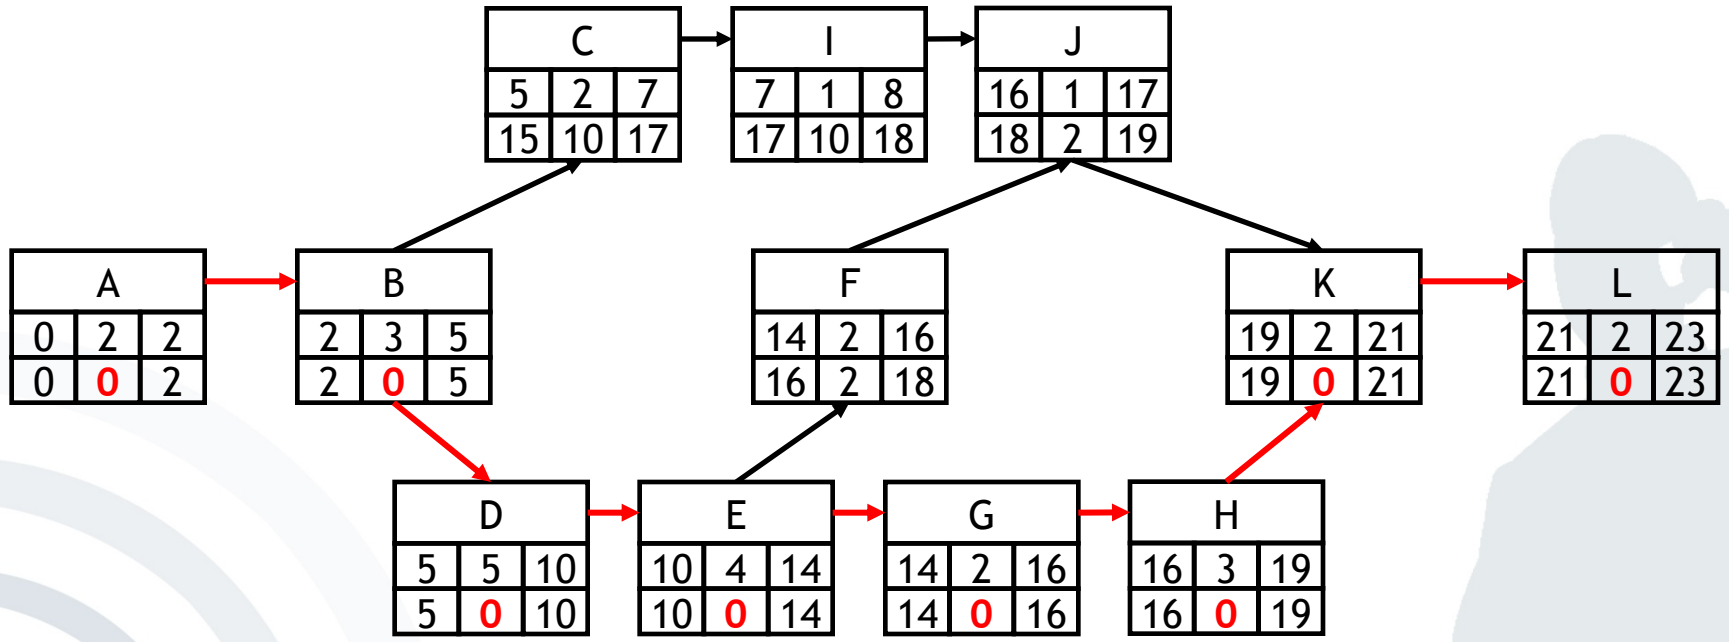 C
5 2 7
15 10 17
I
7 1 8
17 10 18
J
16 1 17
18 2 19
A
0 2 2
0 0 2
B
2 3 5
2 0 5
F
14 2 16
16 2 18
K
19 2 21
19 0 21
L
21 2 23
21 0 23
D
5 5 10
5 0 10
E
10 4 14
10 0 14
G
14 2 16
14 0 16
H
16 3 19
16 0 19